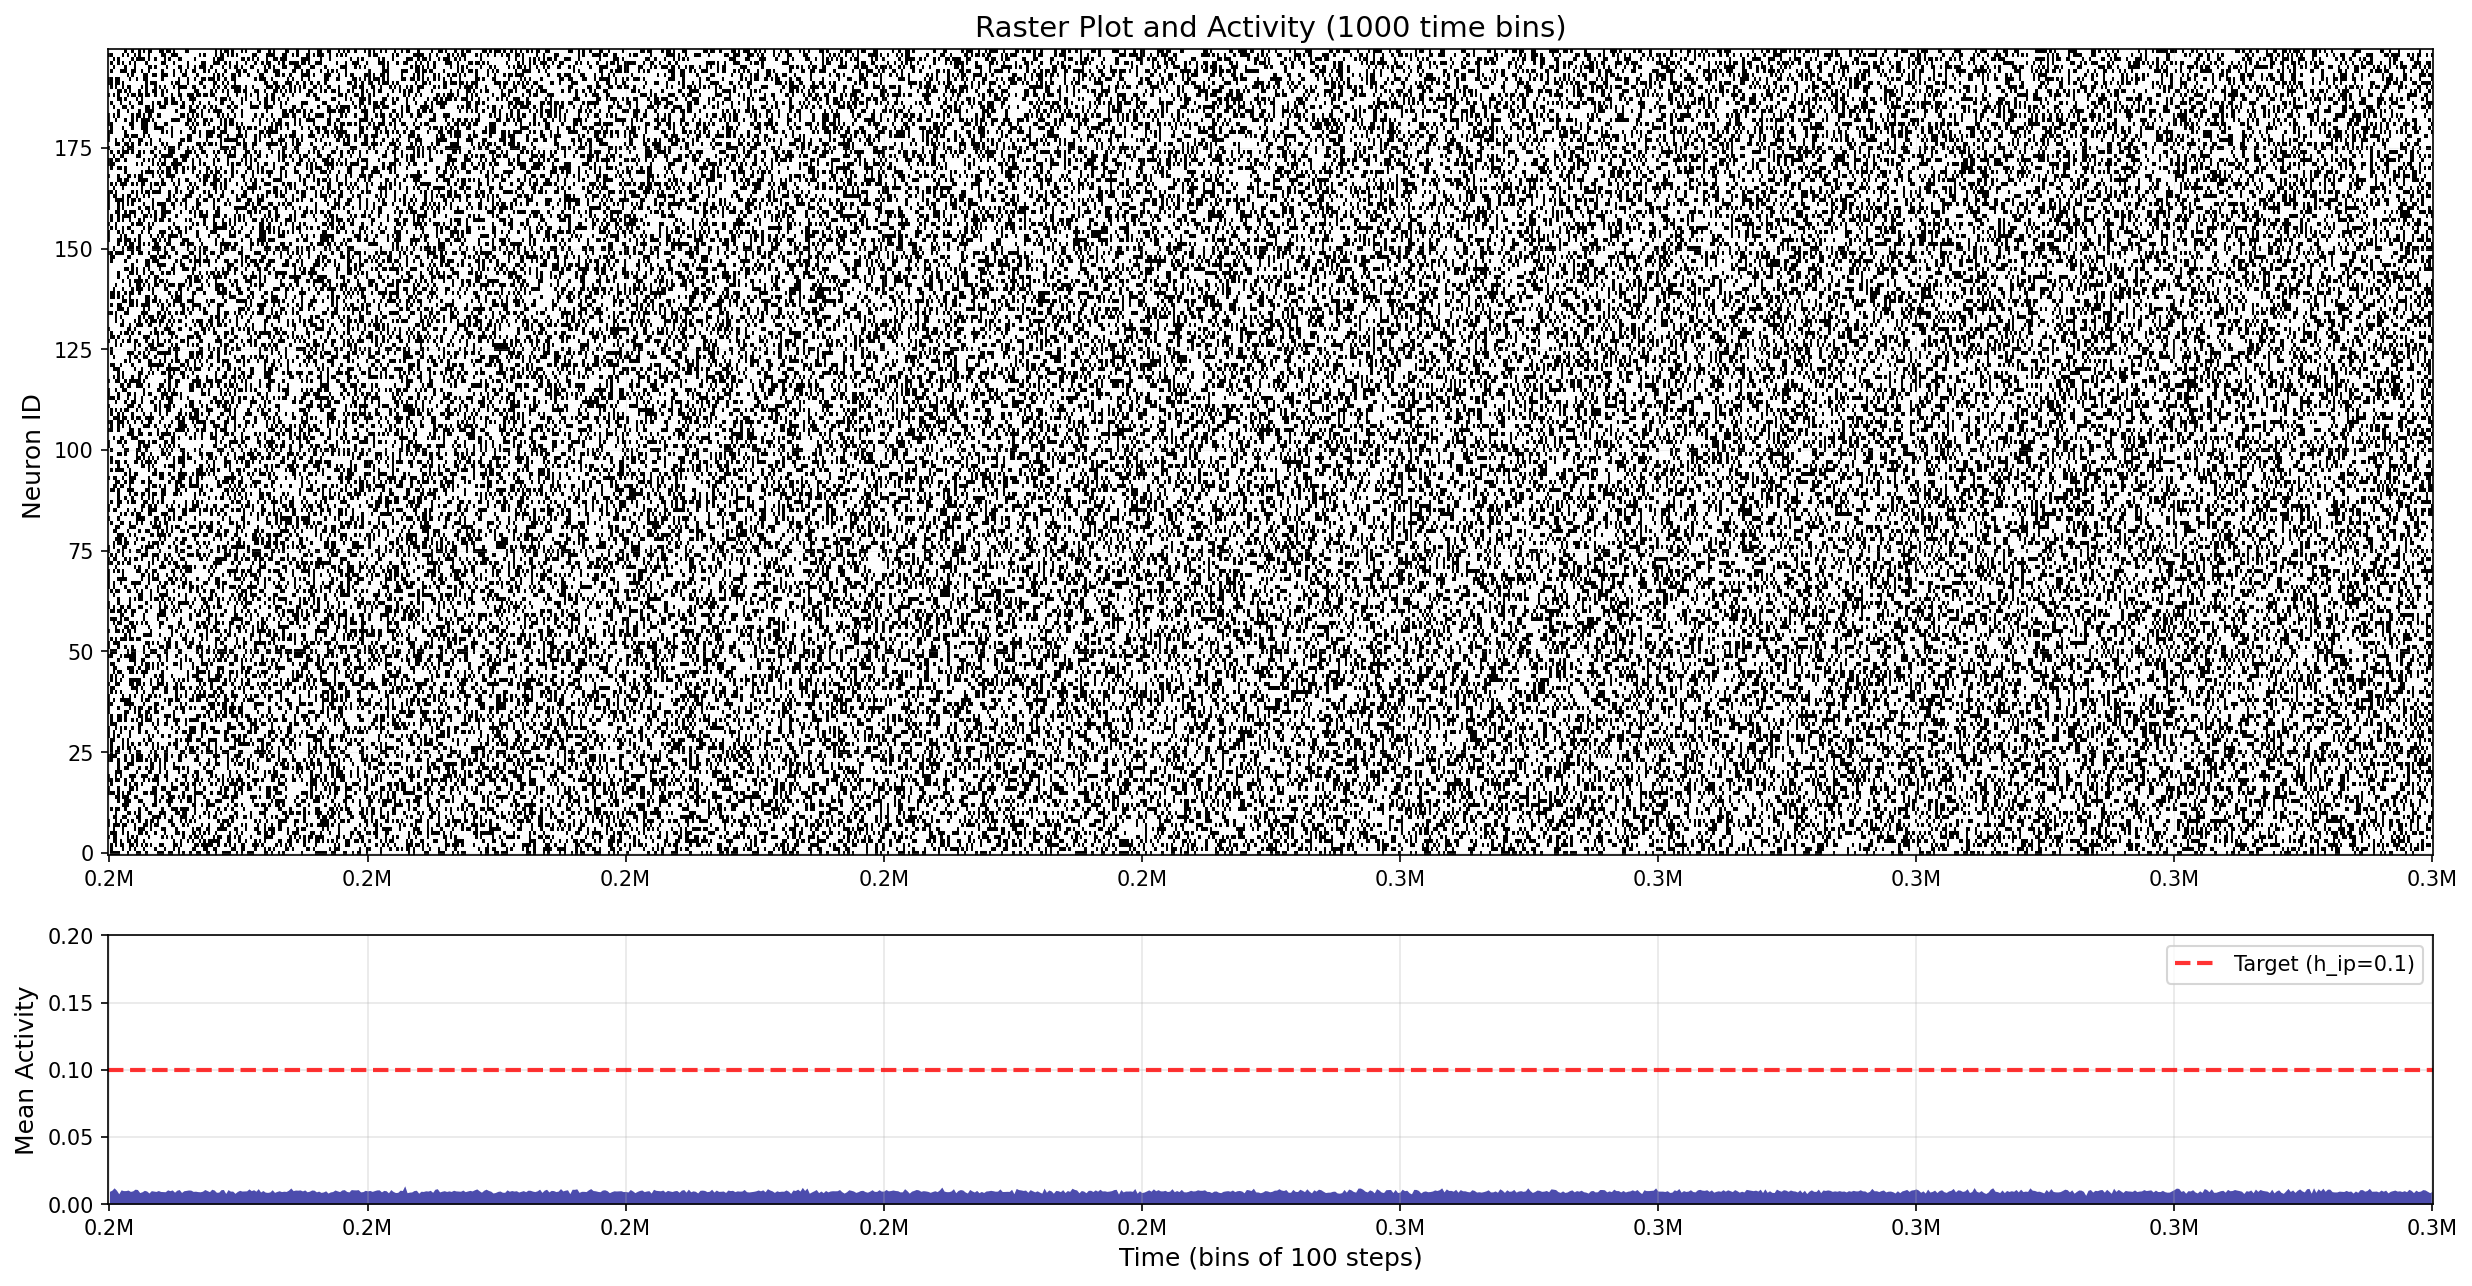 Raster Plot and Activity (1000 time bins)
Neuron ID
175
150
125
100
75
50
25
0
0.2M 0.2M 0.2M 0.2M 0.2M 0.3M 0.3M 0.3M 0.3M 0.3M
Mean Activity
0.20
0.15
0.10
0.05
0.00
Target (h_ip=0.1)
0.2M 0.2M 0.2M 0.2M 0.2M 0.3M 0.3M 0.3M 0.3M 0.3M
Time (bins of 100 steps)